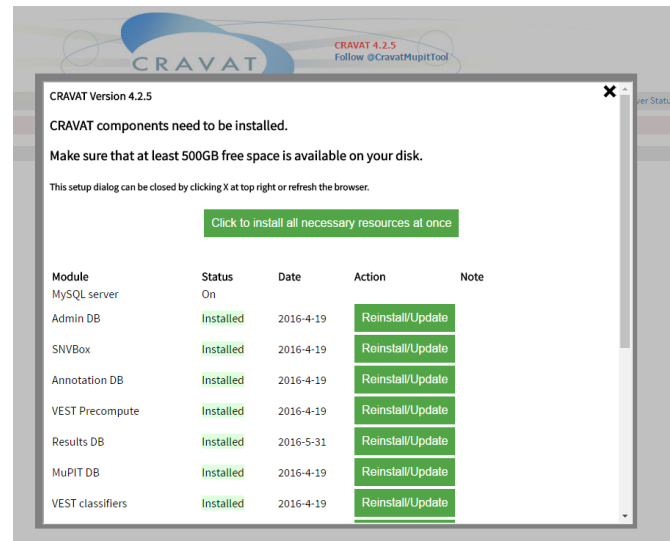 CRAVAT
CRAVAT 4.2.5
Follow @CravatMupitTool
ver Statu
CRAVAT Version 4.2.5
CRAVAT components need to be installed.
Make sure that at least 500GB free space is available on your disk.
This setup dialog can be closed by clicking X at top right or refresh the browser.
Click to install all necessary resources at once
Module Status Date Action Note
MySQL server On
Admin DB Installed 2016-4-19 Reinstall/Update
SNVBox Installed 2016-4-19 Reinstall/Update
Annotation DB Installed 2016-4-19 Reinstall/Update
VEST Precompute Installed 2016-4-19 Reinstall/Update
Results DB Installed 2016-5-31 Reinstall/Update
MuPIT DB Installed 2016-4-19 Reinstall/Update
VEST classifiers Installed 2016-4-19 Reinstall/Update